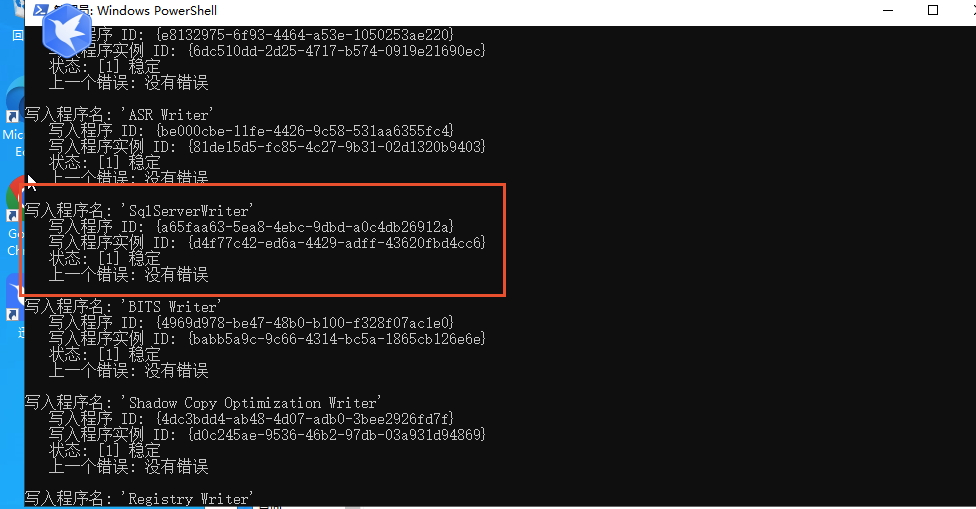 Windows PowerShell
程序 ID: {e8132975-6f93-4464-a53e-1050253ae220}
程序实例 ID: {6dc510dd-2d25-4717-b574-0919e21690ec}
状态: [1] 稳定
上一个错误: 没有错误
写入程序名: 'ASR Writer'
写入程序 ID: {be000cbe-11fe-4426-9c58-531aa6355fc4}
写入程序实例 ID: {81de15d5-fc85-4c27-9b31-02d1320b9403}
状态: [1] 稳定
上一个错误: 没有错误
写入程序名: 'SqlServerWriter'
写入程序 ID: {a65faa63-5ea8-4ebc-9dbd-a0c4db26912a}
写入程序实例 ID: {d4f77c42-ed6a-4429-adff-43620fbd4cc6}
状态: [1] 稳定
上一个错误: 没有错误
写入程序名: 'BITS Writer'
写入程序 ID: {4969d978-be47-48b0-b100-f328f07ac1e0}
写入程序实例 ID: {babb5a9c-9c66-4314-bc5a-1865cb126e6e}
状态: [1] 稳定
上一个错误: 没有错误
写入程序名: 'Shadow Copy Optimization Writer'
写入程序 ID: {4dc3bdd4-ab48-4d07-adb0-3bee2926fd7f}
写入程序实例 ID: {d0c245ae-9536-46b2-97db-03a931d94869}
状态: [1] 稳定
上一个错误: 没有错误
写入程序名: 'Registry Writer'